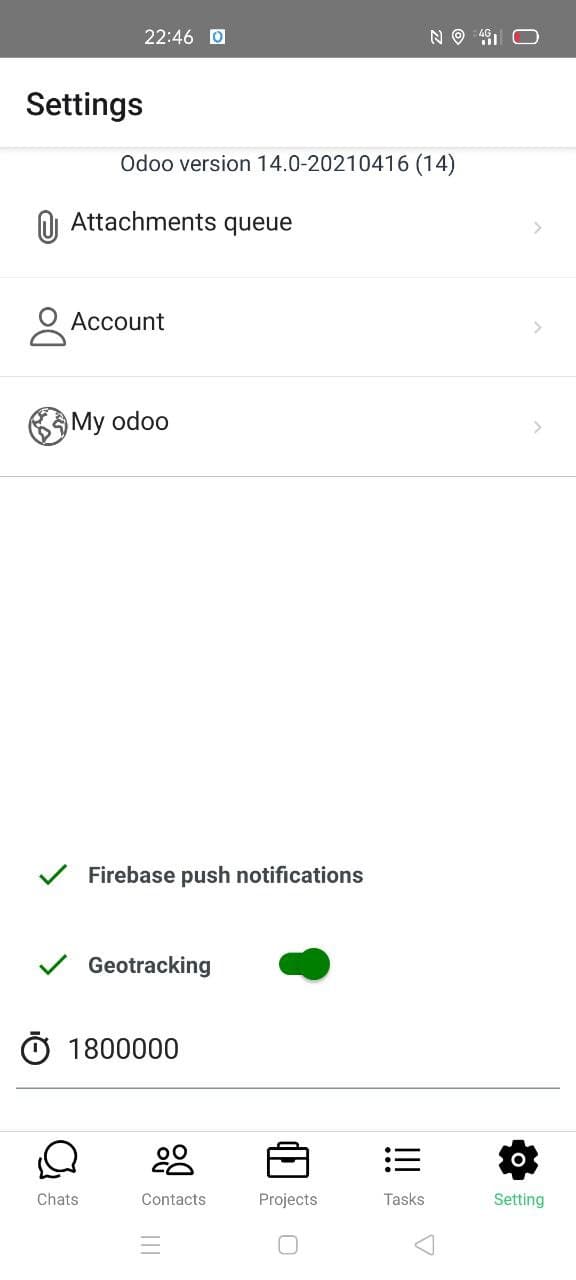 22:46
4G
Settings
Odoo version 14.0-20210416 (14)
Attachments queue
Account
My odoo
Firebase push notifications
Geotracking
1800000
Chats
Contacts
Projects
Tasks
Setting